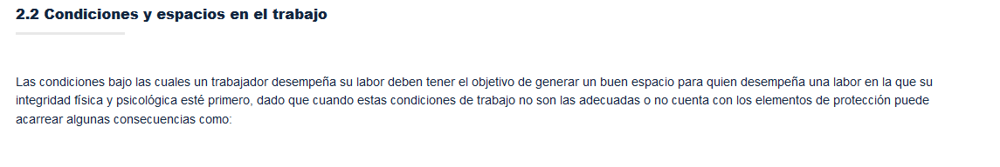 2.2 Condiciones y espacios en el trabajo
Las condiciones bajo las cuales un trabajador desempeña su labor deben tener el objetivo de generar un buen espacio para quien desempeña una labor en la que su
integridad física y psicológica esté primero, dado que cuando estas condiciones de trabajo no son las adecuadas o no cuenta con los elementos de protección puede
acarrear algunas consecuencias como: